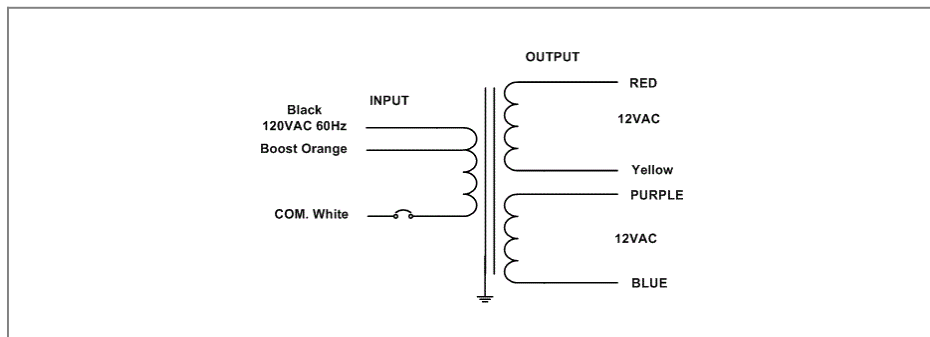 OUTPUT
INPUT
RED
Black
120VAC 60Hz
12VAC
Boost Orange
Yellow
PURPLE
COM. White
12VAC
BLUE